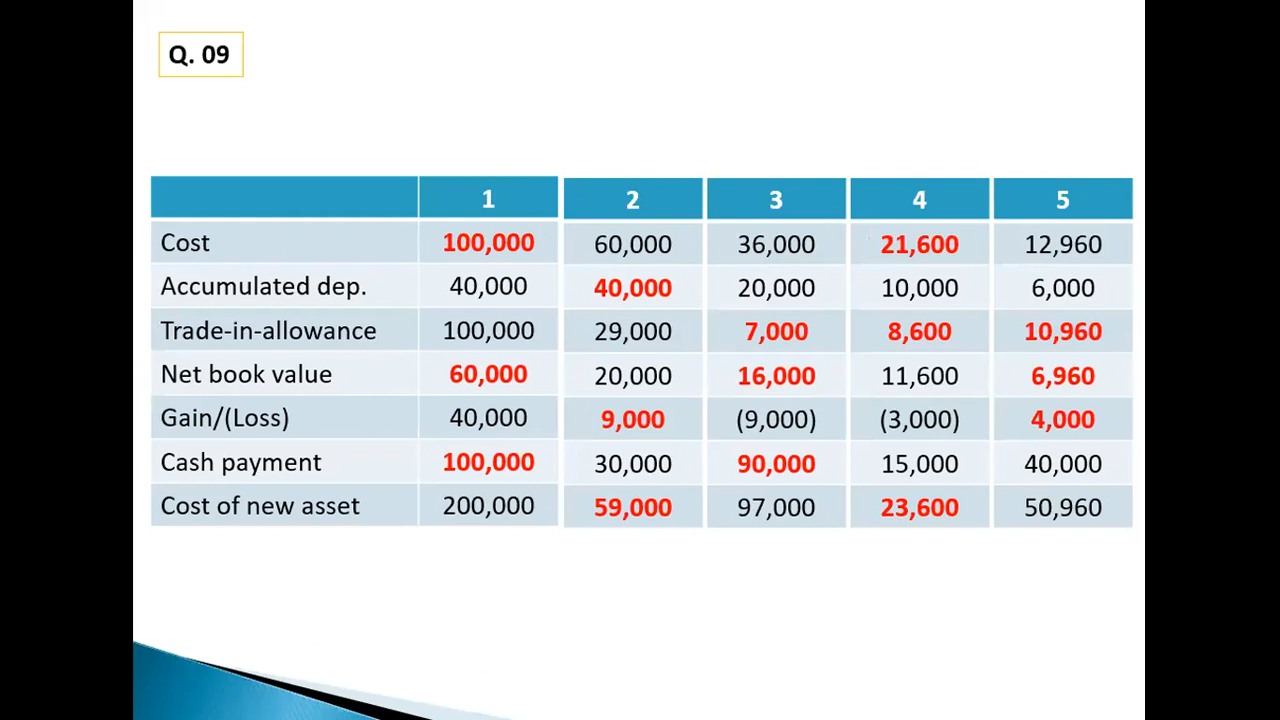 Q. 09
1 2 3 4 5
Cost 100,000 60,000 36,000 21,600 12,960
Accumulated dep. 40,000 40,000 20,000 10,000 6,000
Trade-in-allowance 100,000 29,000 7,000 8,600 10,960
Net book value 60,000 20,000 16,000 11,600 6,960
Gain/(Loss) 40,000 9,000 (9,000) (3,000) 4,000
Cash payment 100,000 30,000 90,000 15,000 40,000
Cost of new asset 200,000 59,000 97,000 23,600 50,960